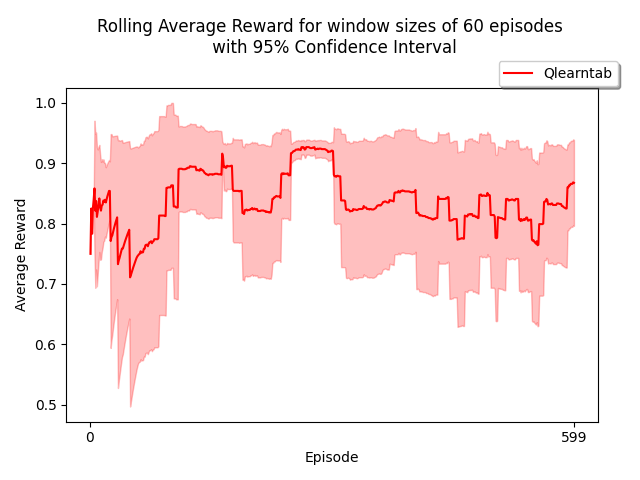 Rolling Average Reward for window sizes of 60 episodes
with 95% Confidence Interval
Qlearntab
1.0
0.9
0.8
0.7
0.6
0.5
Average Reward
0
599
Episode